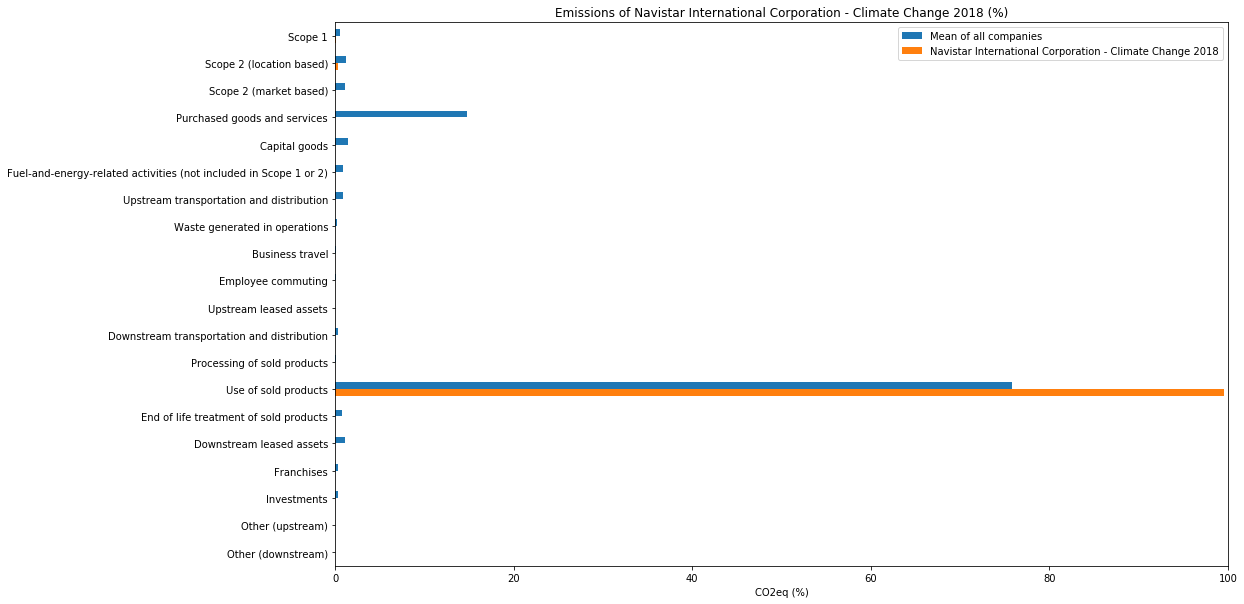 Emissions of Navistar International Corporation - Climate Change 2018 (%)
Mean of all companies
Navistar International Corporation - Climate Change 2018
Scope 1
Scope 2 (location based)
Scope 2 (market based)
Purchased goods and services
Capital goods
Fuel-and-energy-related activities (not included in Scope 1 or 2)
Upstream transportation and distribution
Waste generated in operations
Business travel
Employee commuting
Upstream leased assets
Downstream transportation and distribution
Processing of sold products
Use of sold products
End of life treatment of sold products
Downstream leased assets
Franchises
Investments
Other (upstream)
Other (downstream)
0 20 40 60 80 100
CO2eq (%)